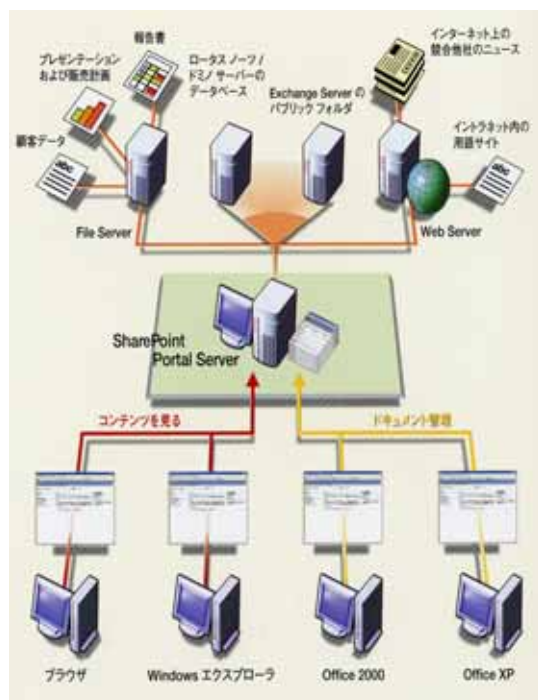 報告書
プレゼンテーション
および販売計画
顧客データ
abc
ロータス ノーツ /
ドミノ サーバーの
データベース
Exchange Server の
パブリック フォルダ
インターネット上の
競合他社のニュース
イントラネット内の
用語サイト
abc
File Server
Web Server
SharePoint
Portal Server
コンテンツを見る
ドキュメント管理
ブラウザ
Windows エクスプローラ
Office 2000
Office XP